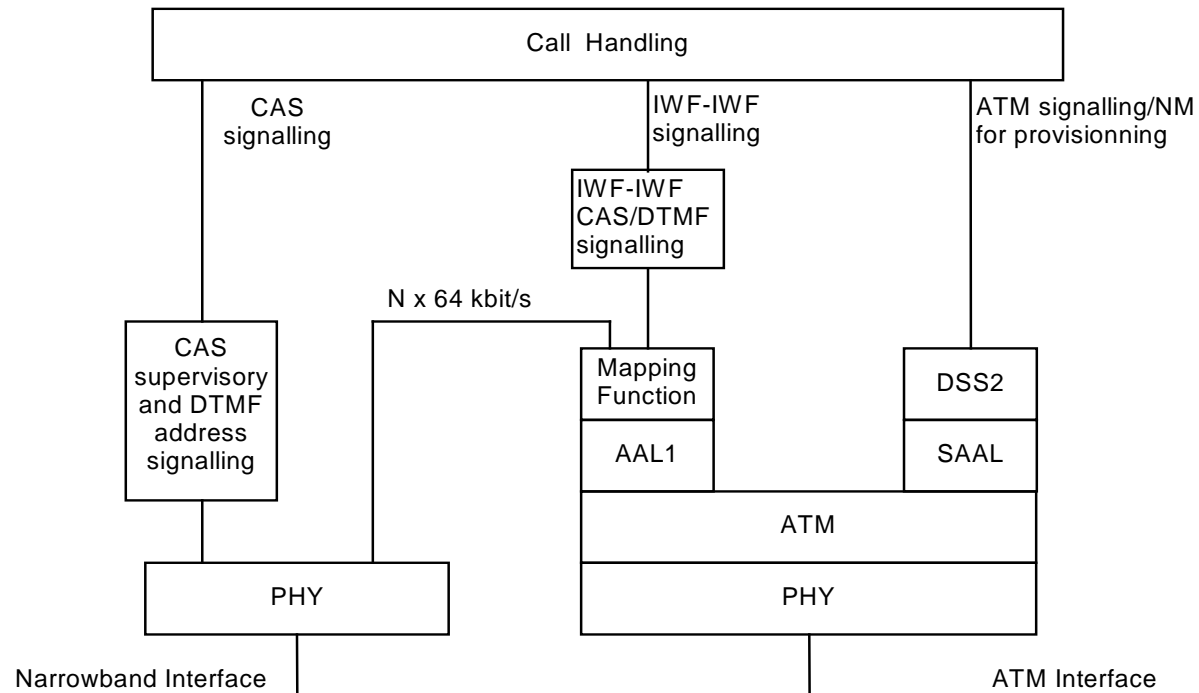 Call Handling
CAS
signalling
IWF-IWF
signalling
ATM signalling/NM
for provisionning
IWF-IWF
CAS/DTMF
signalling
N x 64 kbit/s
CAS
supervisory
and DTMF
address
signalling
Mapping
Function
DSS2
AAL1
SAAL
ATM
PHY
PHY
Narrowband Interface
ATM Interface